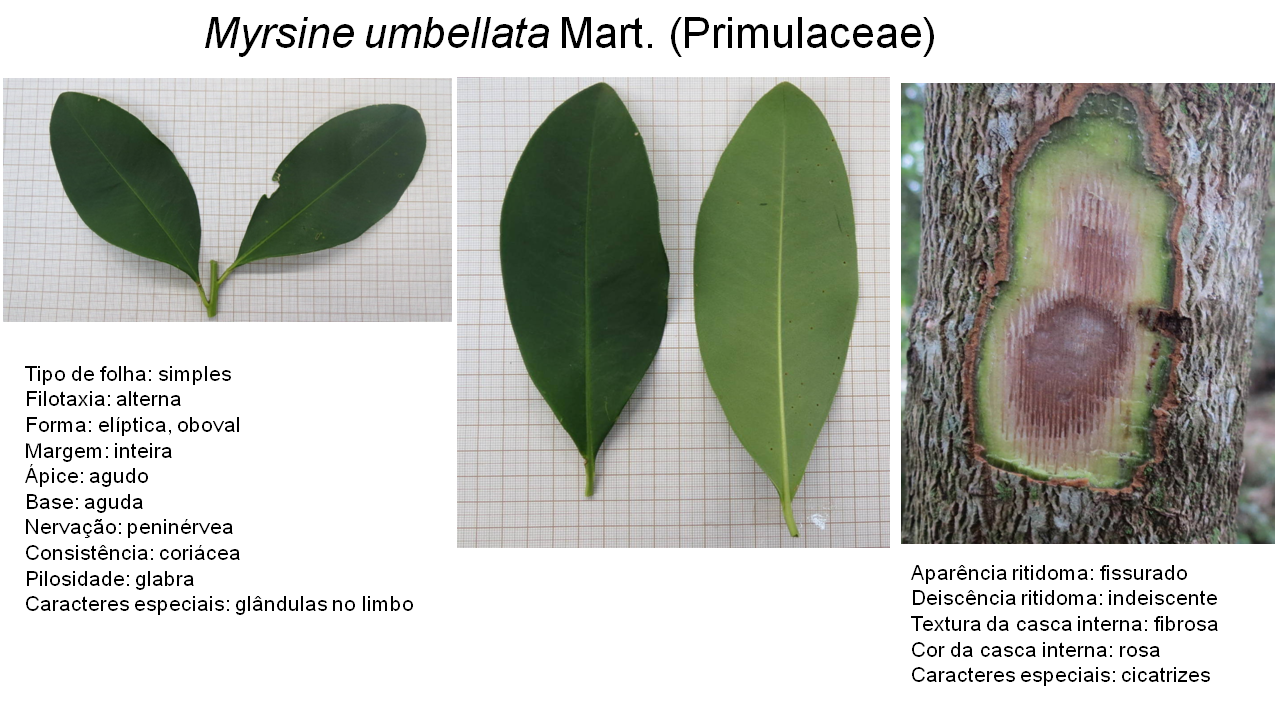 Myrsine umbellata Mart. (Primulaceae)
Tipo de folha: simples
Filotaxia: alterna
Forma: elíptica, oboval
Margem: inteira
Ápice: agudo
Base: aguda
Nervação: peninérvea
Consistência: coriácea
Pilosidade: glabra
Caracteres especiais: glândulas no limbo
Aparência ritidoma: fissurado
Deiscência ritidoma: indeiscente
Textura da casca interna: fibrosa
Cor da casca interna: rosa
Caracteres especiais: cicatrizes